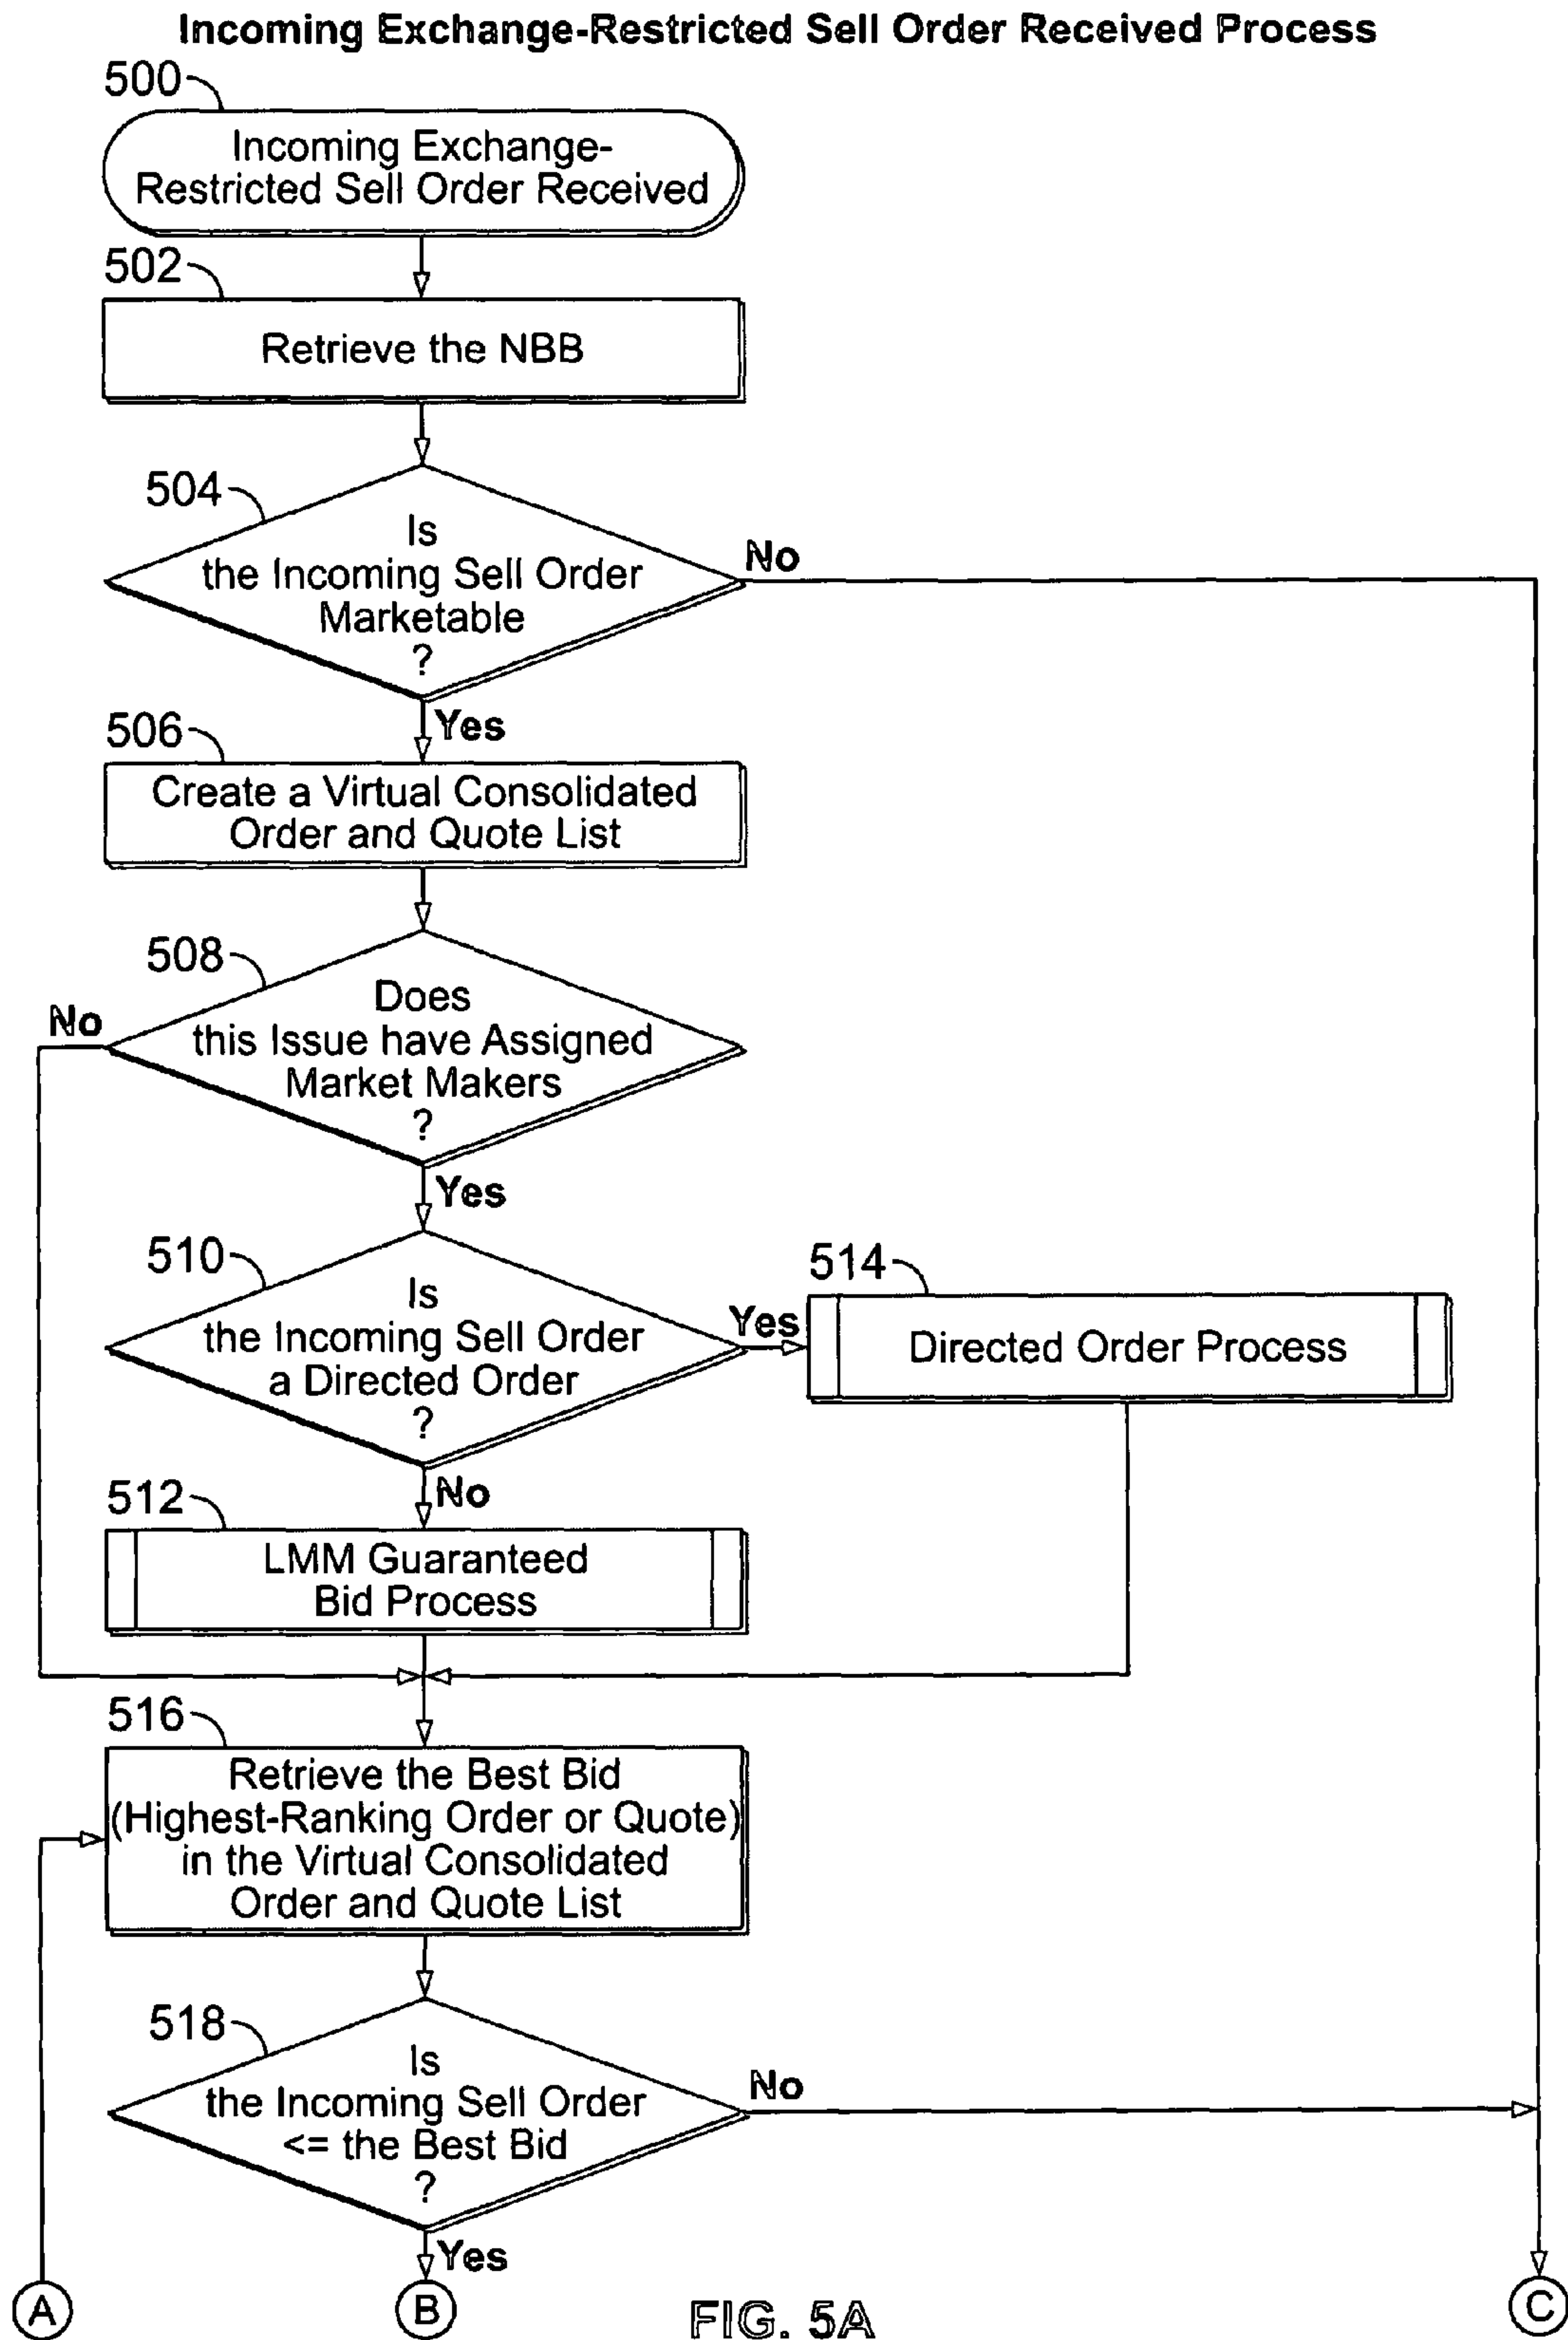 Incoming Exchange-Restricted Sell Order Received Process
500
Incoming Exchange-
Restricted Sell Order Received
502
Retrieve the NBB
504
Is
the Incoming Sell Order
Marketable
?
No
Yes
506
Create a Virtual Consolidated
Order and Quote List
508
Does
this Issue have Assigned
Market Makers
?
No
Yes
510
Is
the Incoming Sell Order
a Directed Order
?
Yes
514
Directed Order Process
No
512
LMM Guaranteed
Bid Process
516
Retrieve the Best Bid
(Highest-Ranking Order or Quote)
in the Virtual Consolidated
Order and Quote List
518
Is
the Incoming Sell Order
<= the Best Bid
?
No
Yes
A
B
C
FIG. 5A